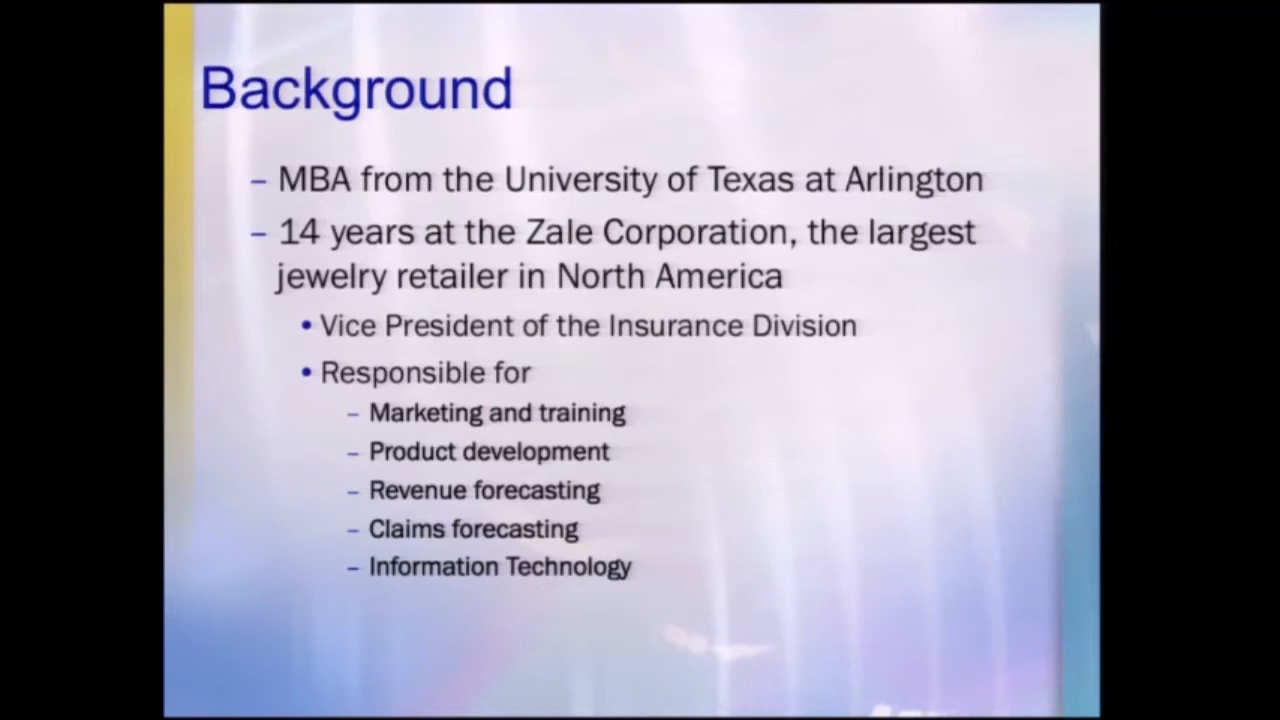 Background
– MBA from the University of Texas at Arlington
– 14 years at the Zale Corporation, the largest
jewelry retailer in North America
• Vice President of the Insurance Division
• Responsible for
– Marketing and training
– Product development
– Revenue forecasting
– Claims forecasting
– Information Technology